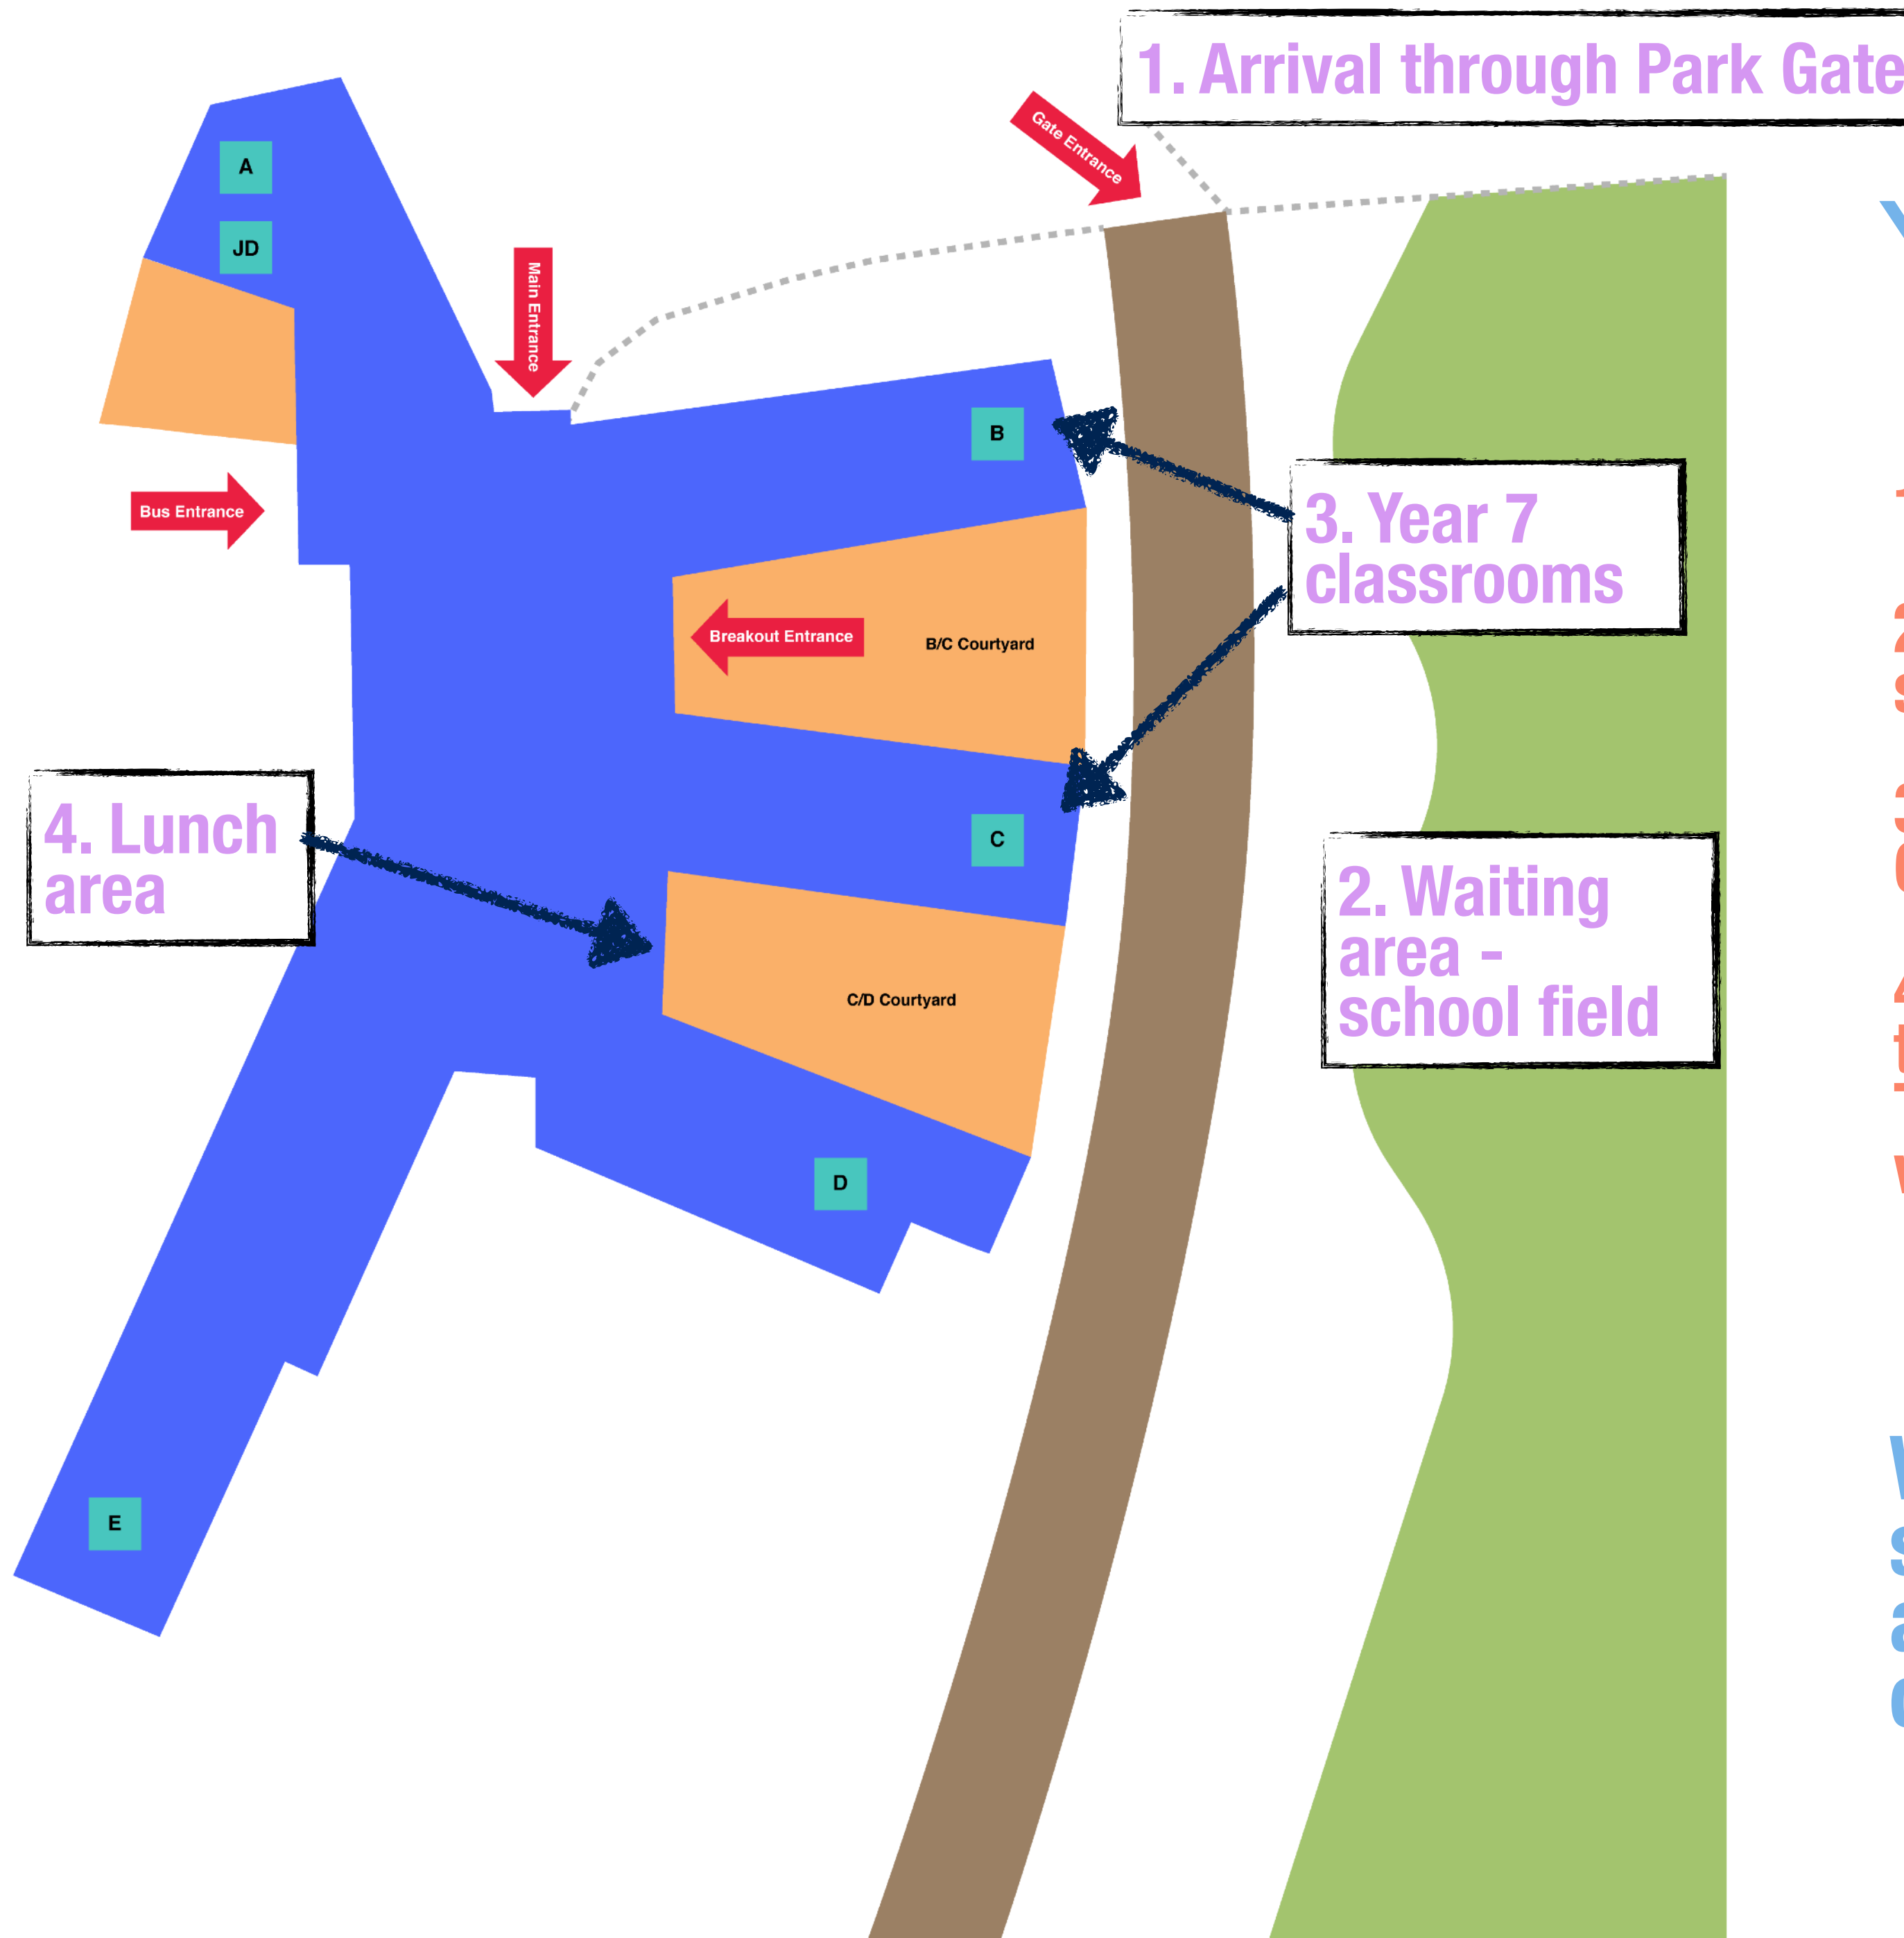 1. Arrival through Park Gate
Gate Entrance
A
JD
Main Entrance
B
Bus Entrance
3. Year 7
classrooms
Breakout Entrance
B/C Courtyard
4. Lunch
area
C
2. Waiting
area -
school field
C/D Courtyard
D
E